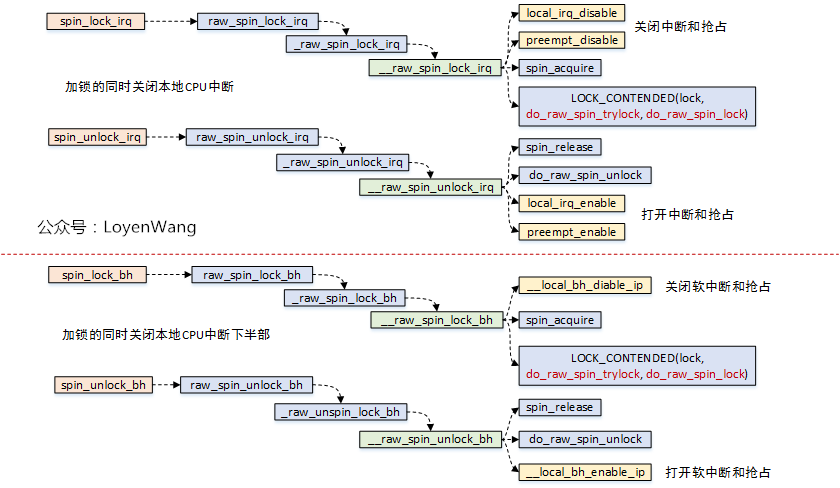 spin_lock_irq
raw_spin_lock_irq
_raw_spin_lock_irq
__raw_spin_lock_irq
local_irq_disable
preempt_disable
关闭中断和抢占
spin_acquire
LOCK_CONTENDED(lock,
do_raw_spin_trylock, do_raw_spin_lock)
加锁的同时关闭本地CPU中断
spin_unlock_irq
raw_spin_unlock_irq
_raw_spin_unlock_irq
__raw_spin_unlock_irq
spin_release
do_raw_spin_unlock
local_irq_enable
preempt_enable
打开中断和抢占
公众号：LoyenWang
spin_lock_bh
raw_spin_lock_bh
_raw_spin_lock_bh
__raw_spin_lock_bh
__local_bh_diable_ip
关闭软中断和抢占
spin_acquire
LOCK_CONTENDED(lock,
do_raw_spin_trylock, do_raw_spin_lock)
加锁的同时关闭本地CPU中断下半部
spin_unlock_bh
raw_spin_unlock_bh
_raw_unspin_lock_bh
__raw_spin_unlock_bh
spin_release
do_raw_spin_unlock
__local_bh_enable_ip
打开软中断和抢占